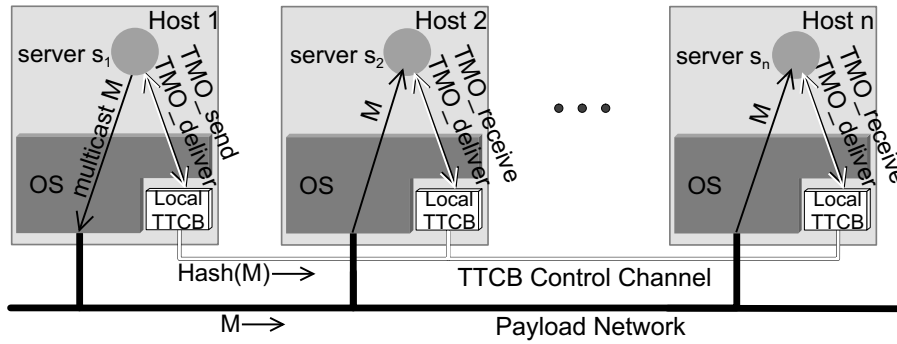 Host 1
server s1
multicast M
TMO_send
TMO_deliver
OS
Local
TTCB
Host 2
server s2
M
TMO_receive
TMO_deliver
OS
Local
TTCB
Host n
server sn
M
TMO_receive
TMO_deliver
OS
Local
TTCB
Hash(M)
TTCB Control Channel
M
Payload Network